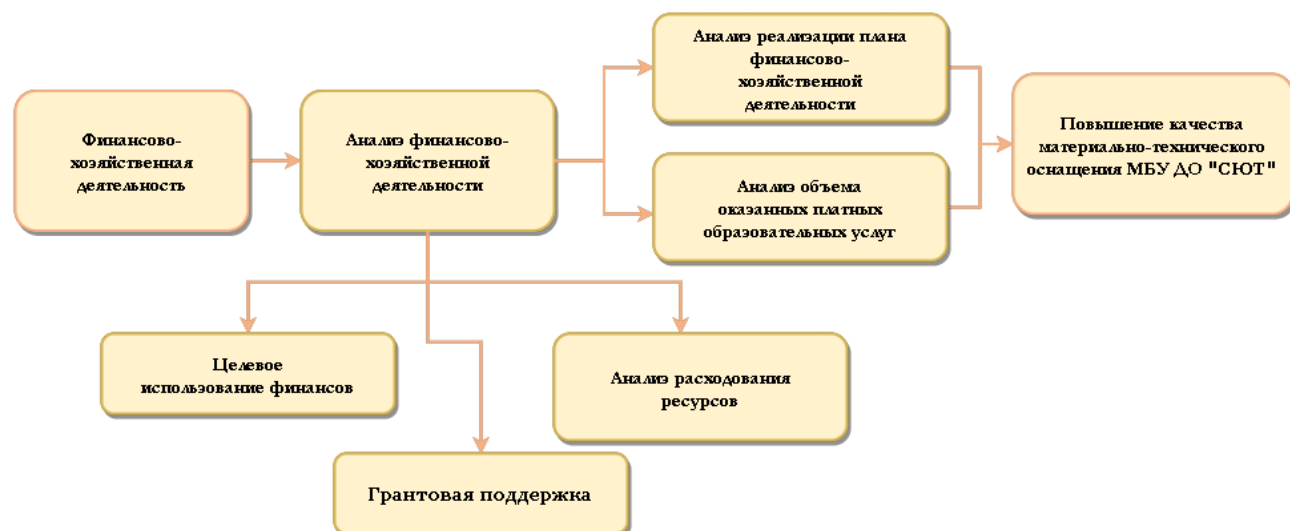 Финансово-
хозяйственная
деятельность
Анализ финансово-
хозяйственной
деятельности
Анализ реализации плана
финансово-
хозяйственной
деятельности
Анализ объема
оказанных платных
образовательных услуг
Повышение качества
материально-технического
оснащения МБУ ДО "СЮТ"
Целевое
использование финансов
Анализ расходования
ресурсов
Грантовая поддержка